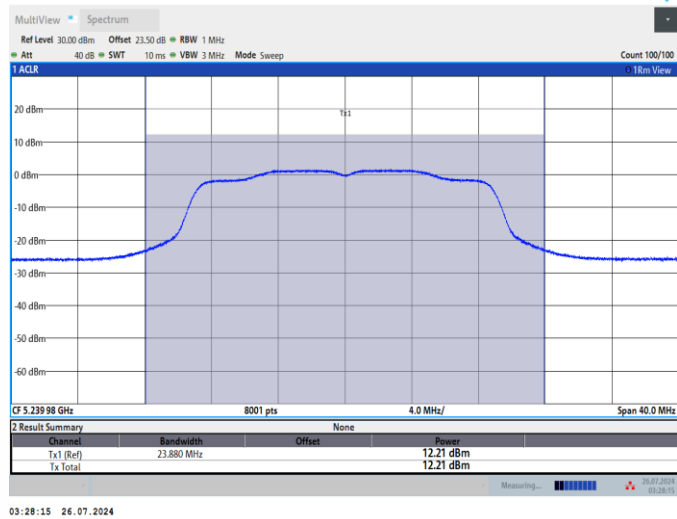 MultiView Spectrum
Ref Level 30.00 dBm Offset 23.50 dB RBW 1 MHz
Att 40 dB SWT 10 ms VBW 3 MHz Mode Sweep Count 100/100
1 ACLR 1Rm View
Tx1
20 dBm
10 dBm
0 dBm
-10 dBm
-20 dBm
-30 dBm
-40 dBm
-50 dBm
-60 dBm
CF 5.239 98 GHz 8001 pts 4.0 MHz/ Span 40.0 MHz
2 Result Summary None
Channel Bandwidth Offset Power
Tx1 (Ref) 23.880 MHz 12.21 dBm
Tx Total 12.21 dBm
Measuring... 26.07.2024
03:28:15
03:28:15 26.07.2024